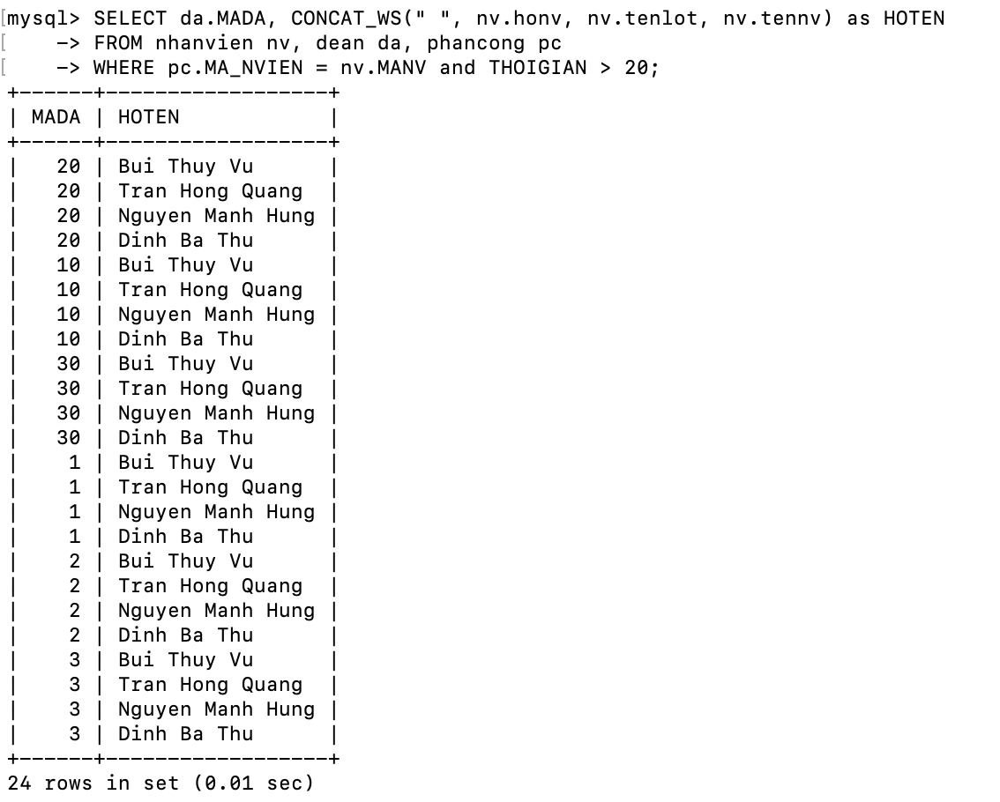 [mysql> SELECT da.MADA, CONCAT_WS(" ", nv.honv, nv.tenlot, nv.tennv) as HOTEN
[    -> FROM nhanvien nv, dean da, phancong pc
[    -> WHERE pc.MA_NVIEN = nv.MANV and THOIGIAN > 20;
+------+------------------+
| MADA | HOTEN            |
+------+------------------+
|   20 | Bui Thuy Vu      |
|   20 | Tran Hong Quang  |
|   20 | Nguyen Manh Hung |
|   20 | Dinh Ba Thu      |
|   10 | Bui Thuy Vu      |
|   10 | Tran Hong Quang  |
|   10 | Nguyen Manh Hung |
|   10 | Dinh Ba Thu      |
|   30 | Bui Thuy Vu      |
|   30 | Tran Hong Quang  |
|   30 | Nguyen Manh Hung |
|   30 | Dinh Ba Thu      |
|    1 | Bui Thuy Vu      |
|    1 | Tran Hong Quang  |
|    1 | Nguyen Manh Hung |
|    1 | Dinh Ba Thu      |
|    2 | Bui Thuy Vu      |
|    2 | Tran Hong Quang  |
|    2 | Nguyen Manh Hung |
|    2 | Dinh Ba Thu      |
|    3 | Bui Thuy Vu      |
|    3 | Tran Hong Quang  |
|    3 | Nguyen Manh Hung |
|    3 | Dinh Ba Thu      |
+------+------------------+
24 rows in set (0.01 sec)